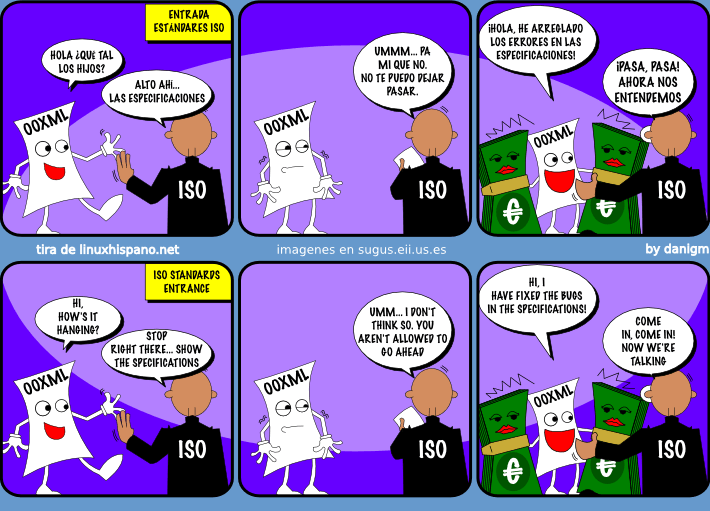 ENTRADA
ESTÁNDARES ISO
HOLA ¿QUÉ TAL
LOS HIJOS?
ALTO AHÍ...
LAS ESPECIFICACIONES
OOXML
ISO
UMMM... PA
MI QUE NO.
NO TE PUEDO DEJAR
PASAR.
OOXML
ISO
¡HOLA, HE ARREGLADO
LOS ERRORES EN LAS
ESPECIFICACIONES!
¡PASA, PASA!
AHORA NOS
ENTENDEMOS
OOXML
€
€
ISO
tira de linuxhispano.net
imagenes en sugus.eii.us.es
by danigm
ISO STANDARDS
ENTRANCE
HI,
HOW'S IT
HANGING?
STOP
RIGHT THERE... SHOW
THE SPECIFICATIONS
OOXML
ISO
UMM... I DON'T
THINK SO. YOU
AREN'T ALLOWED TO
GO AHEAD
OOXML
ISO
HI, I
HAVE FIXED THE BUGS
IN THE SPECIFICATIONS!
COME
IN, COME IN!
NOW WE'RE
TALKING
OOXML
€
€
ISO